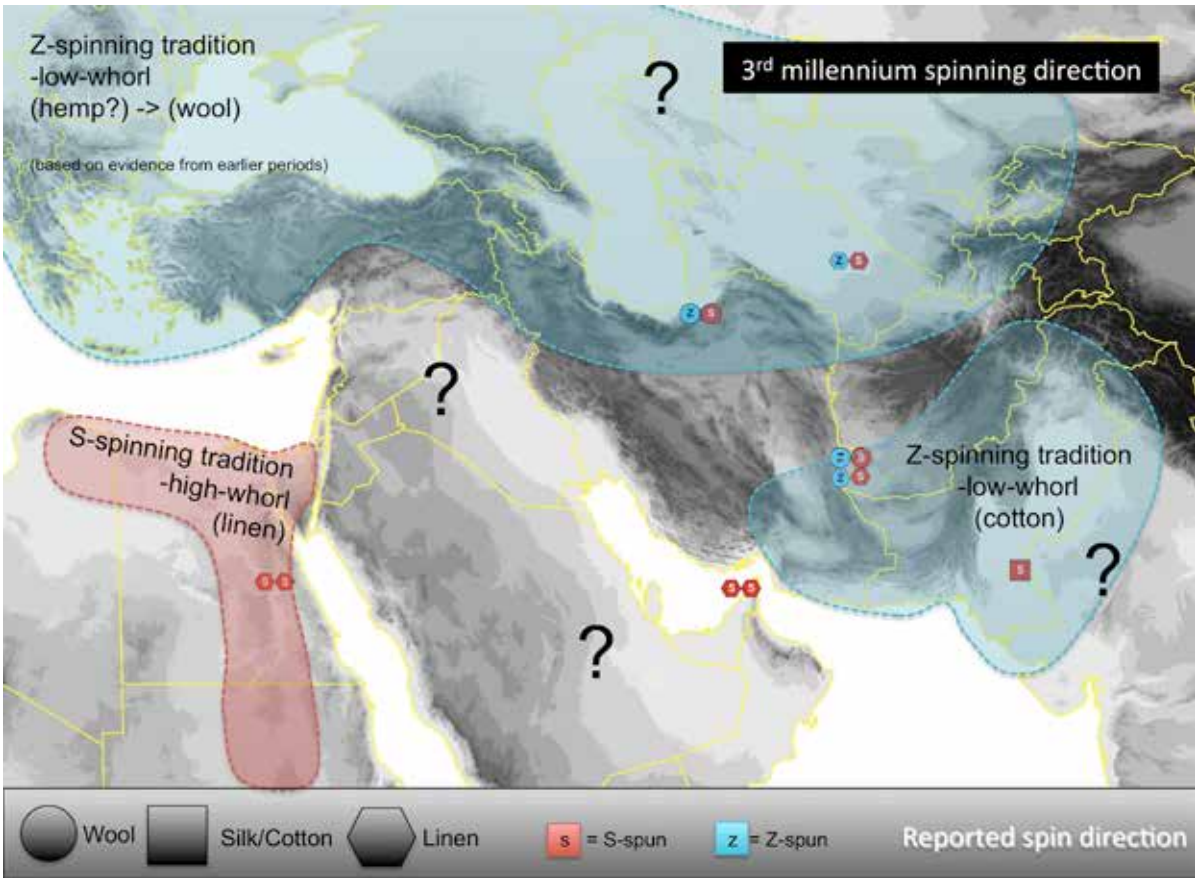 Z-spinning tradition
-low-whorl
(hemp?) -> (wool)
(based on evidence from earlier periods)
3rd millennium spinning direction
?
Z S
Z S
?
S-spinning tradition
-high-whorl
(linen)
Z S
Z S
Z-spinning tradition
-low-whorl
(cotton)
S
?
S S
S S
?
Wool
Silk/Cotton
Linen
s = S-spun
z = Z-spun
Reported spin direction